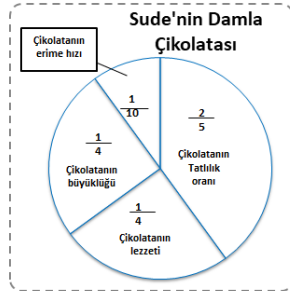 Sude'nin Damla
Çikolatası
Çikolatanın
erime hızı
1
10
2
5
Çikolatanın
Tatlılık
oranı
1
4
Çikolatanın
büyüklüğü
1
4
Çikolatanın
lezzeti